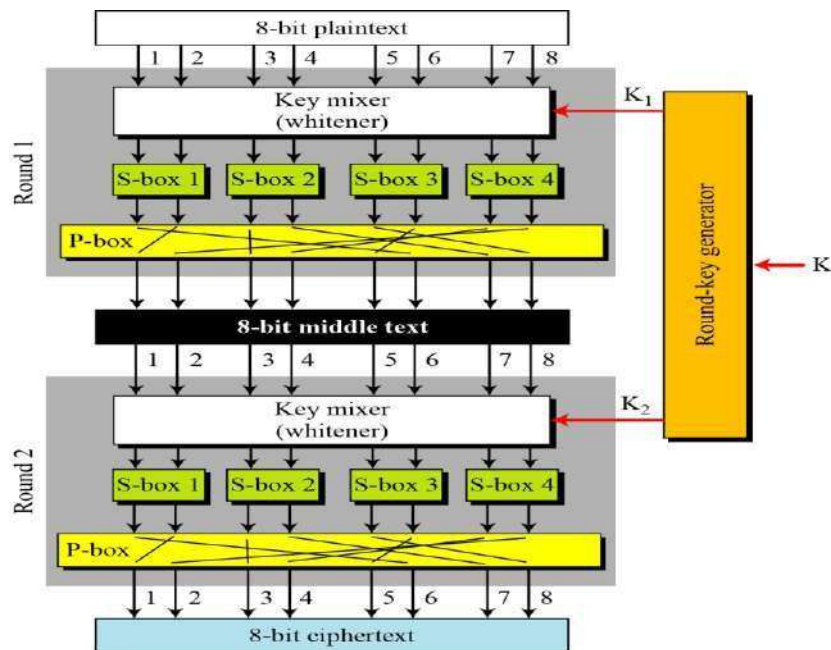 8-bit plaintext
1 2 3 4 5 6 7 8
Round 1
Key mixer
(whitener)
K1
S-box 1 S-box 2 S-box 3 S-box 4
P-box
Round-key generator
K
8-bit middle text
1 2 3 4 5 6 7 8
Round 2
Key mixer
(whitener)
K2
S-box 1 S-box 2 S-box 3 S-box 4
P-box
1 2 3 4 5 6 7 8
8-bit ciphertext